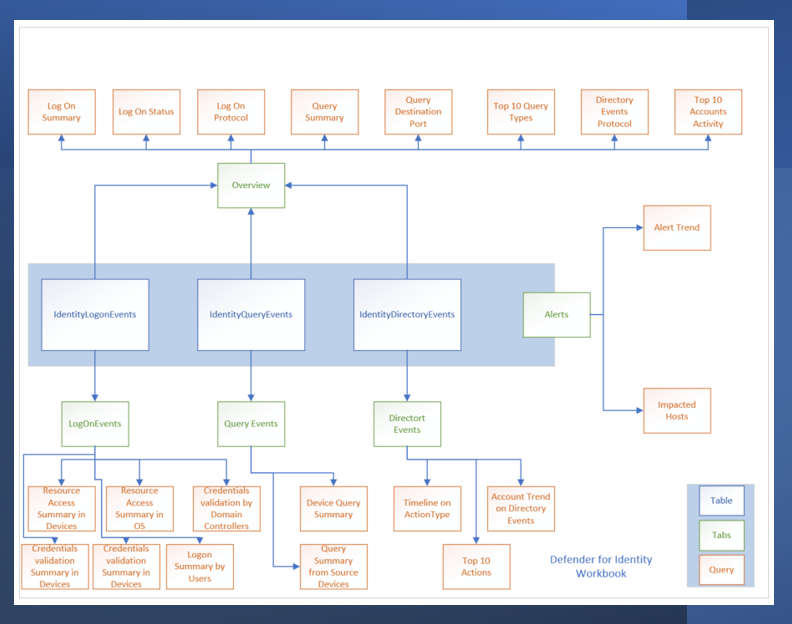 Log On
Summary
Log On Status
Log On
Protocol
Query
Summary
Query
Destination
Port
Top 10 Query
Types
Directory
Events
Protocol
Top 10
Accounts
Activity
Overview
Alert Trend
IdentityLogonEvents
IdentityQueryEvents
IdentityDirectoryEvents
Alerts
Impacted
Hosts
LogOnEvents
Query Events
Directort
Events
Resource
Access
Summary in
Devices
Resource
Access
Summary in
OS
Credentials
validation by
Domain
Controllers
Device Query
Summary
Timeline on
ActionType
Account Trend
on Directory
Events
Credentials
validation
Summary in
Devices
Credentials
validation
Summary in
Devices
Logon
Summary by
Users
Query
Summary
from Source
Devices
Top 10
Actions
Defender for Identity
Workbook
Table
Tabs
Query